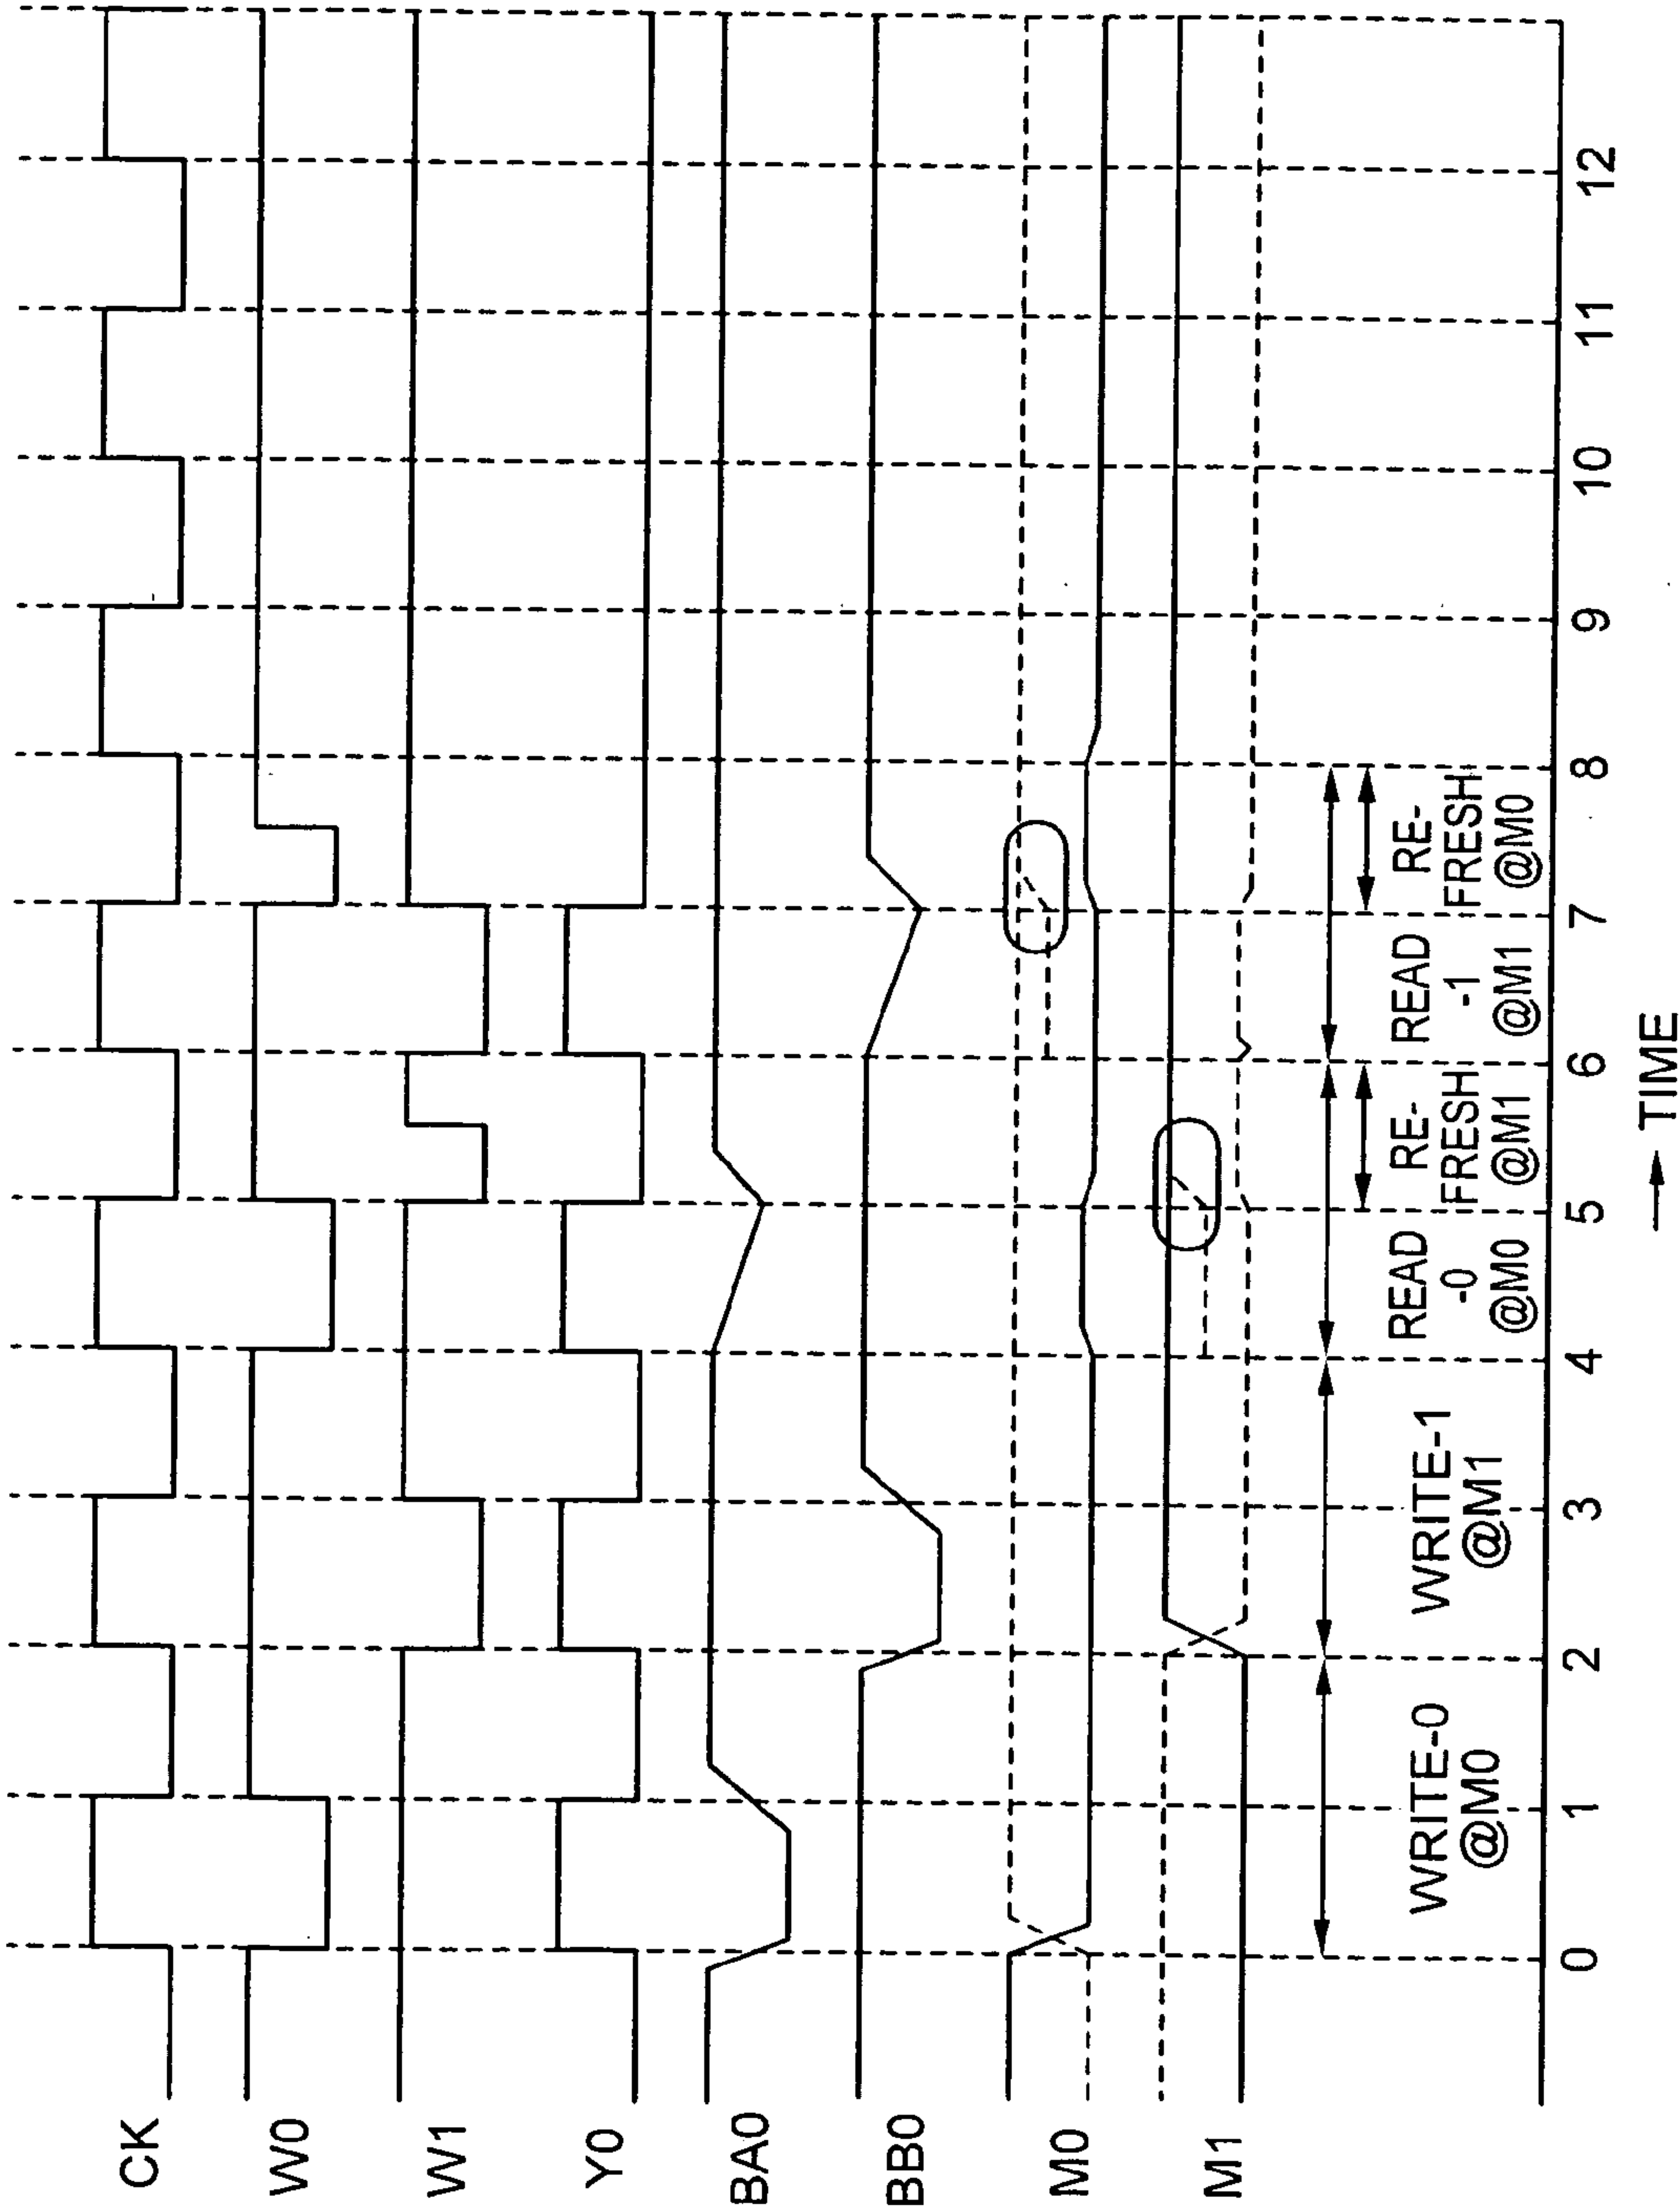 CK
W0
W1
Y0
BA0
BB0
M0
M1
WRITE-0
@M0
WRITE-1
@M1
READ
-0
@M0
RE-
FRESH
@M1
READ
-1
@M1
RE-
FRESH
@M0
0 1 2 3 4 5 6 7 8 9 10 11 12
TIME